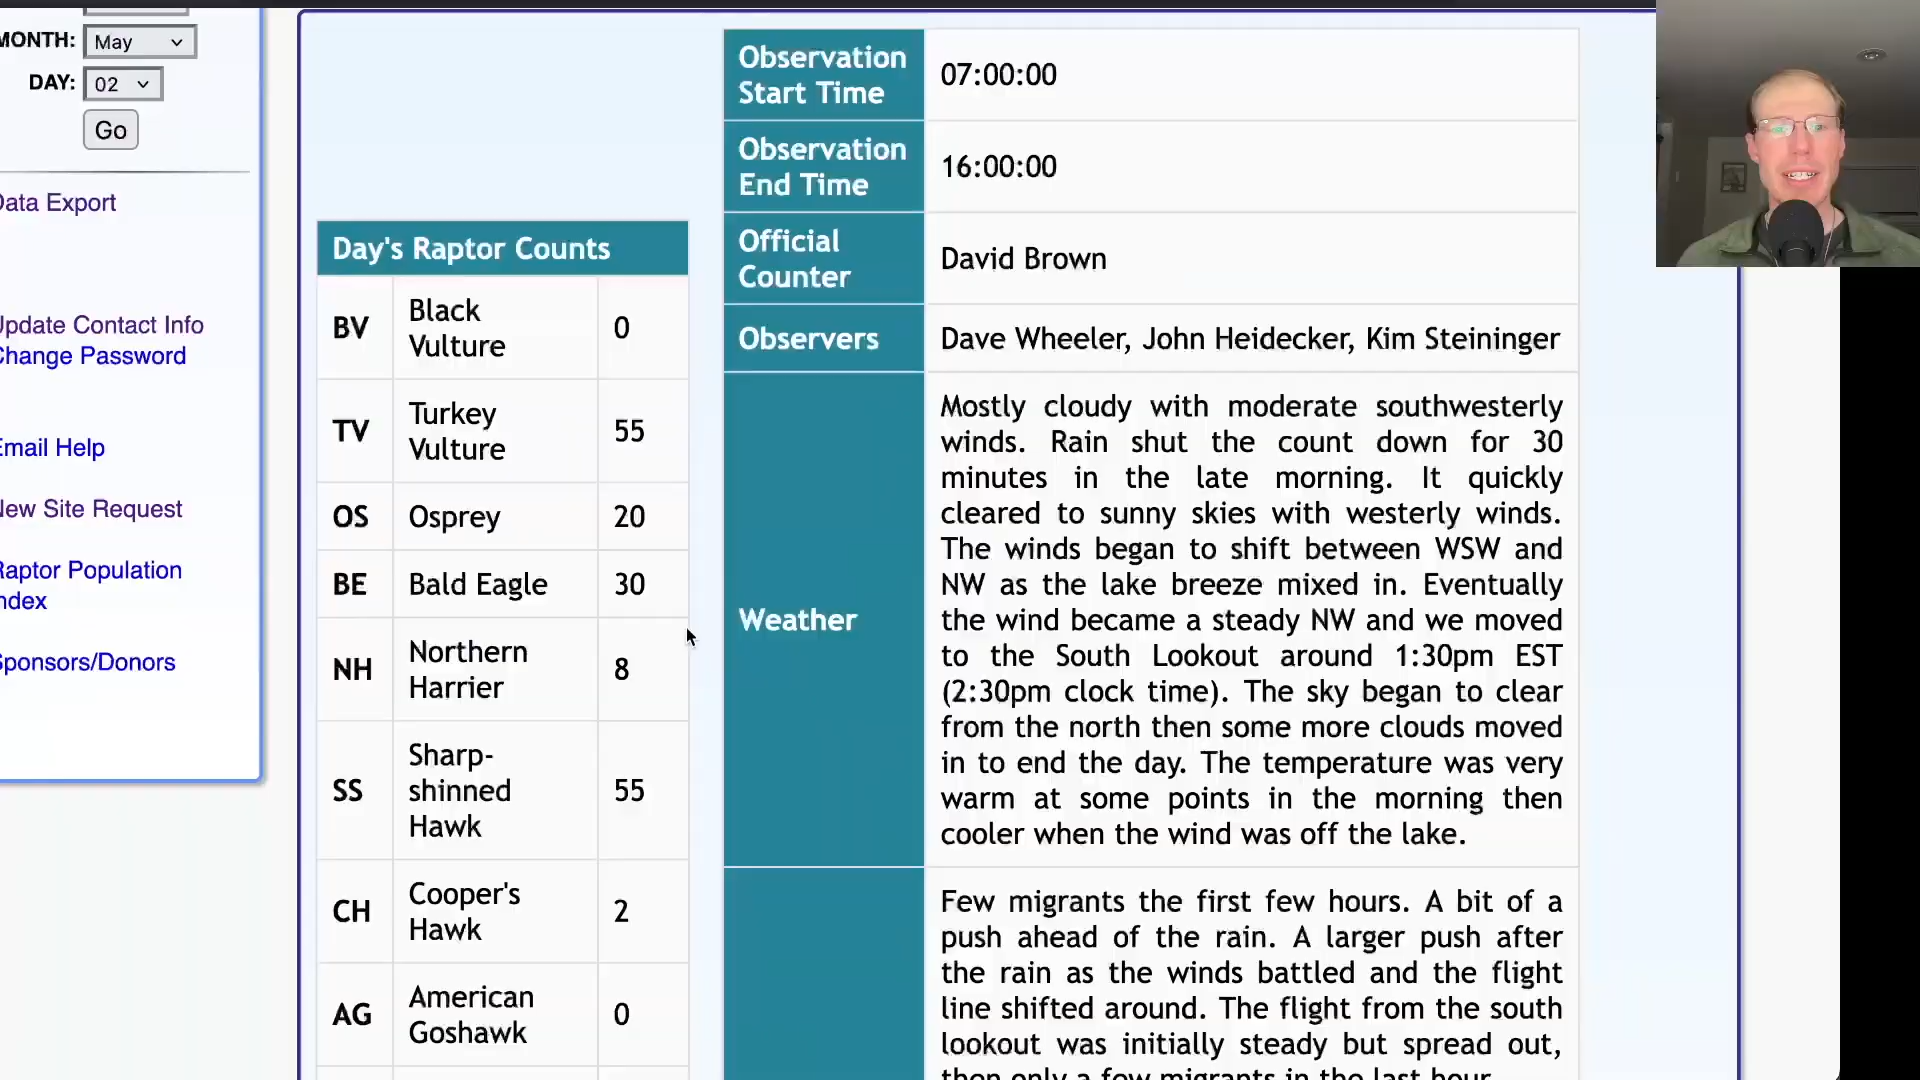 MONTH: May
DAY: 02
Go
Data Export
Update Contact Info
Change Password
Email Help
New Site Request
Raptor Population
Index
Sponsors/Donors
Day's Raptor Counts
BV Black Vulture 0
TV Turkey Vulture 55
OS Osprey 20
BE Bald Eagle 30
NH Northern Harrier 8
SS Sharp-shinned Hawk 55
CH Cooper's Hawk 2
AG American Goshawk 0
Observation Start Time 07:00:00
Observation End Time 16:00:00
Official Counter David Brown
Observers Dave Wheeler, John Heidecker, Kim Steininger
Weather
Mostly cloudy with moderate southwesterly
winds. Rain shut the count down for 30
minutes in the late morning. It quickly
cleared to sunny skies with westerly winds.
The winds began to shift between WSW and
NW as the lake breeze mixed in. Eventually
the wind became a steady NW and we moved
to the South Lookout around 1:30pm EST
(2:30pm clock time). The sky began to clear
from the north then some more clouds moved
in to end the day. The temperature was very
warm at some points in the morning then
cooler when the wind was off the lake.
Few migrants the first few hours. A bit of a
push ahead of the rain. A larger push after
the rain as the winds battled and the flight
line shifted around. The flight from the south
lookout was initially steady but spread out,
then only a few migrants in the last hour.